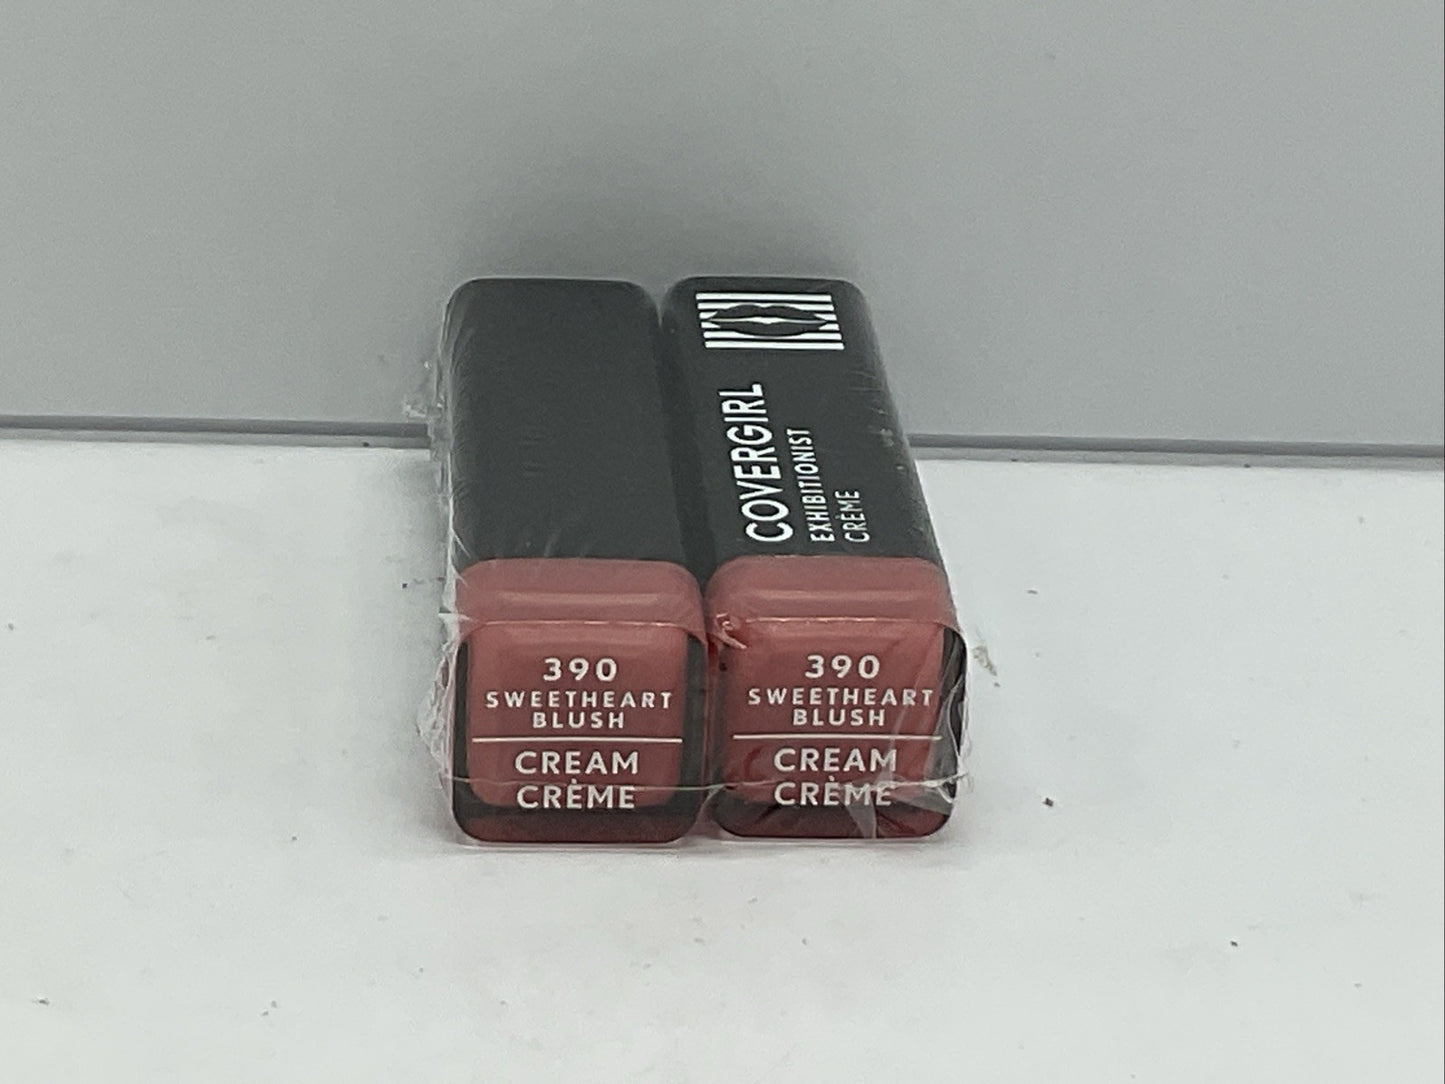 COVERGIRL
EXHIBITIONIST
CRÈME
390
SWEETHEART
BLUSH
CREAM
CRÈME
390
SWEETHEART
BLUSH
CREAM
CRÈME